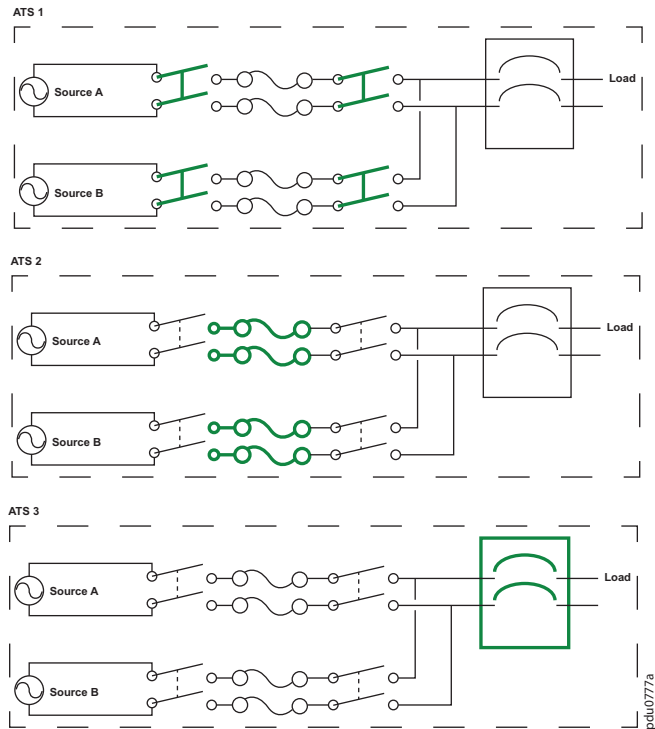 ATS 1
Source A
Load
Source B
ATS 2
Source A
Load
Source B
ATS 3
Source A
Load
Source B
pdu0777a